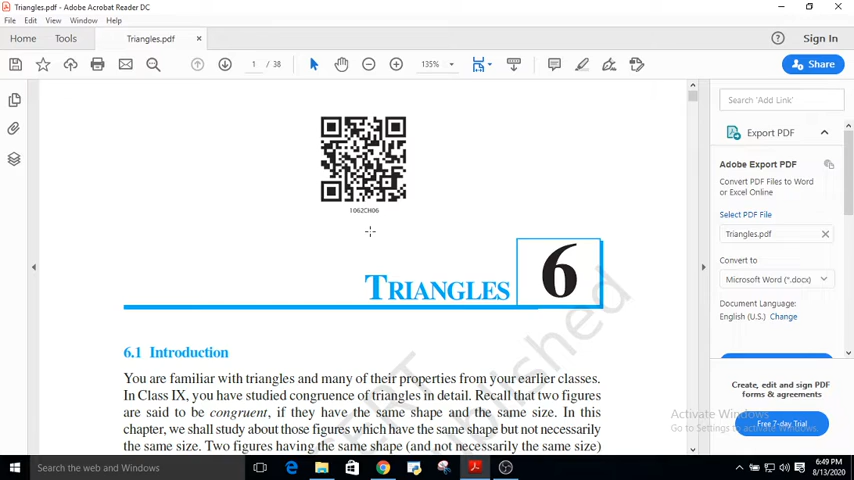 Triangles.pdf - Adobe Acrobat Reader DC
File Edit View Window Help
Home Tools Triangles.pdf
Share
1 / 38
135%
Search 'Add Link'
Export PDF
Adobe Export PDF
Convert PDF Files to Word
or Excel Online
Select PDF File
Triangles.pdf
Convert to
Microsoft Word (*.docx)
Document Language:
English (U.S.) Change
1062CH06
TRIANGLES 6
6.1 Introduction
You are familiar with triangles and many of their properties from your earlier classes.
In Class IX, you have studied congruence of triangles in detail. Recall that two figures
are said to be congruent, if they have the same shape and the same size. In this
chapter, we shall study about those figures which have the same shape but not necessarily
the same size. Two figures having the same shape (and not necessarily the same size)
Create, edit and sign PDF
forms & agreements
Free 7-day Trial
Activate Windows
Go to Settings to activate Windows.
Search the web and Windows
6:49 PM
8/13/2020